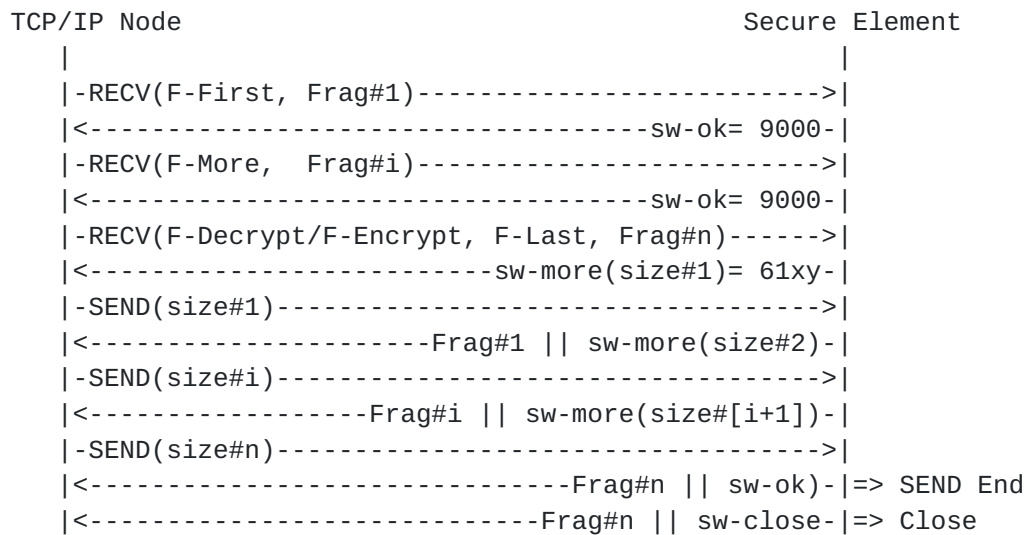 TCP/IP Node                                    Secure Element
   |                                                 |
   |-RECV(F-First, Frag#1)-------------------------->|
   |<------------------------------------sw-ok= 9000-|
   |-RECV(F-More,  Frag#i)-------------------------->|
   |<------------------------------------sw-ok= 9000-|
   |-RECV(F-Decrypt/F-Encrypt, F-Last, Frag#n)------>|
   |<--------------------------sw-more(size#1)= 61xy-|
   |-SEND(size#1)----------------------------------->|
   |<----------------------Frag#1 || sw-more(size#2)-|
   |-SEND(size#i)----------------------------------->|
   |<------------------Frag#i || sw-more(size#[i+1])-|
   |-SEND(size#n)----------------------------------->|
   |<-------------------------------Frag#n || sw-ok)-|=> SEND End
   |<-----------------------------Frag#n || sw-close-|=> Close